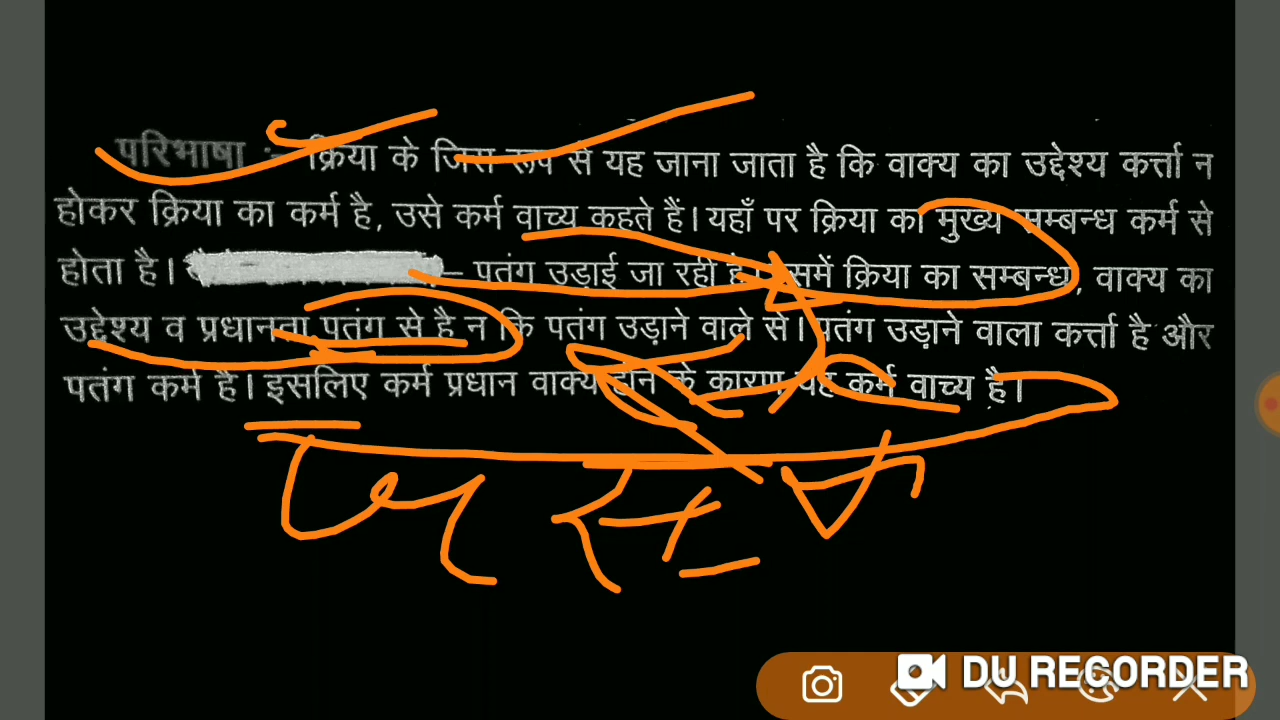 परिभाषा :- क्रिया के जिस रूप से यह जाना जाता है कि वाक्य का उद्देश्य कर्त्ता न
होकर क्रिया का कर्म है, उसे कर्म वाच्य कहते हैं। यहाँ पर क्रिया का मुख्य सम्बन्ध कर्म से
होता है। – पतंग उड़ाई जा रही है। इसमें क्रिया का सम्बन्ध, वाक्य का
उद्देश्य व प्रधानता पतंग से है न कि पतंग उड़ाने वाले से। पतंग उड़ाने वाला कर्त्ता है और
पतंग कर्म है। इसलिए कर्म प्रधान वाक्य होने के कारण यह कर्म वाच्य है।
DU RECORDER